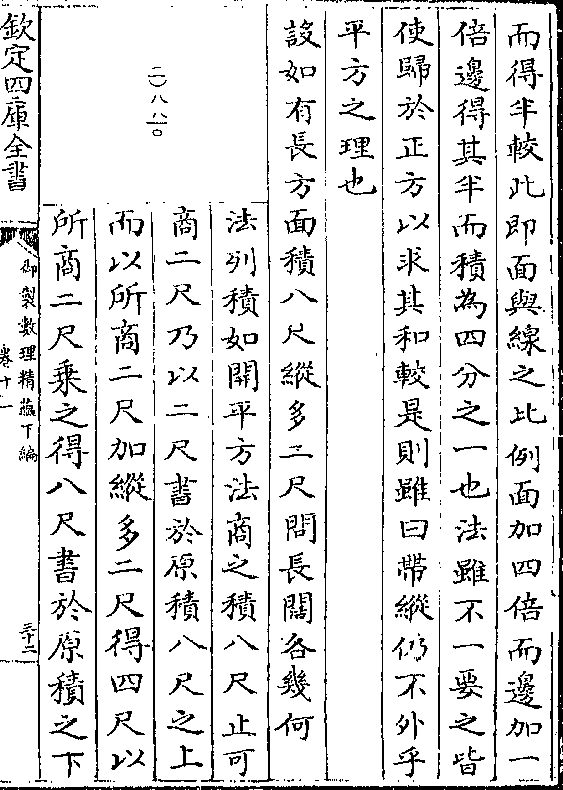 而得半較此即面與線之比例面加四倍而邊加一
倍邊得其半而積為四分之一也法雖不一要之皆
使歸於正方以求其和較是則雖曰帶縱仍不外乎
平方之理也
設如有長方面積八尺縱多二尺問長闊各幾何
法列積如開平方法商之積八尺止可
商二尺乃以二尺書於原積八尺之上
而以所商二尺加縱多二尺得四尺以
所商二尺乗之得八尺書於原積之下
二八八〇
欽定四庫全書
御製數理精蘊下編
卷十一
三十二